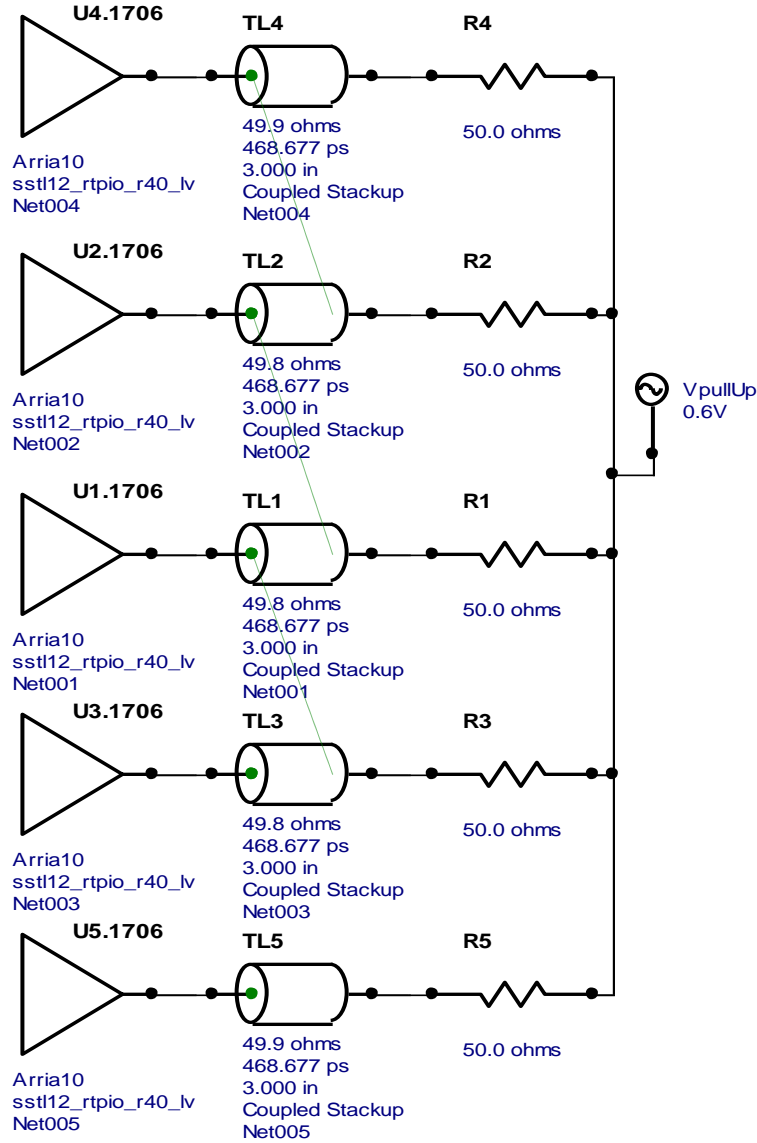 U4.1706
TL4
R4
49.9 ohms
468.677 ps
3.000 in
Coupled Stackup
Net004
50.0 ohms
Arria10
sstl12_rtpio_r40_lv
Net004
U2.1706
TL2
R2
49.8 ohms
468.677 ps
3.000 in
Coupled Stackup
Net002
50.0 ohms
Arria10
sstl12_rtpio_r40_lv
Net002
VpullUp
0.6V
U1.1706
TL1
R1
49.8 ohms
468.677 ps
3.000 in
Coupled Stackup
Net001
50.0 ohms
Arria10
sstl12_rtpio_r40_lv
Net001
U3.1706
TL3
R3
49.8 ohms
468.677 ps
3.000 in
Coupled Stackup
Net003
50.0 ohms
Arria10
sstl12_rtpio_r40_lv
Net003
U5.1706
TL5
R5
49.9 ohms
468.677 ps
3.000 in
Coupled Stackup
Net005
50.0 ohms
Arria10
sstl12_rtpio_r40_lv
Net005